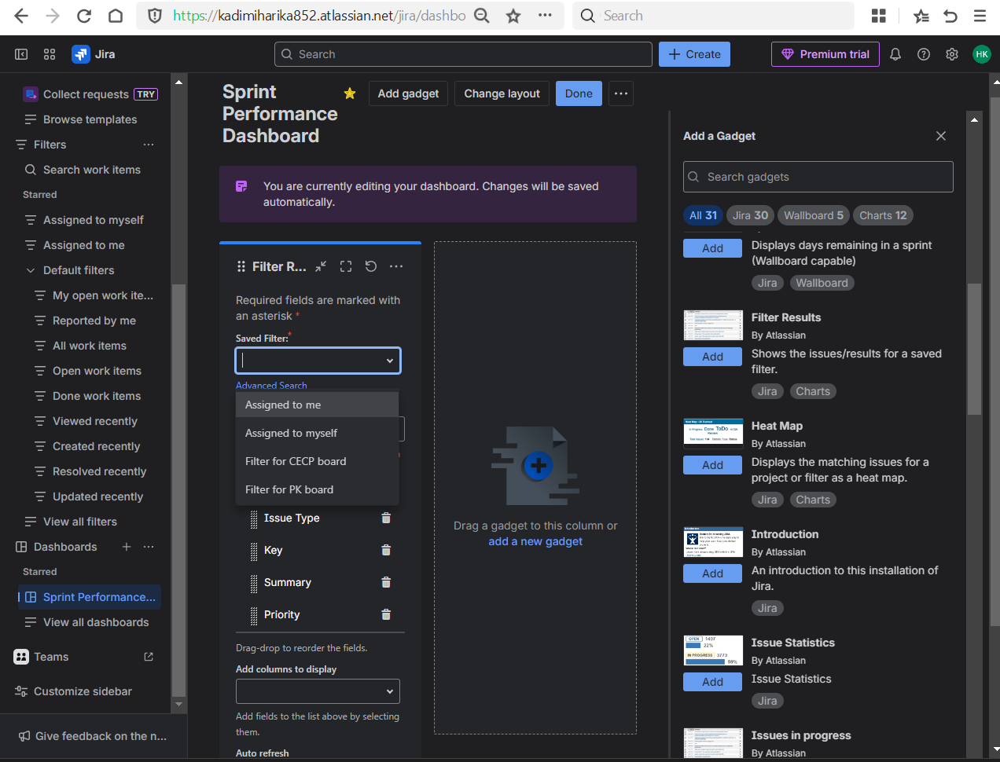 https://kadimiharika852.atlassian.net/jira/dashbo
Search
Jira
Search
Create
Premium trial
HK
Collect requests TRY
Browse templates
Filters
Search work items
Starred
Assigned to myself
Assigned to me
Default filters
My open work ite...
Reported by me
All work items
Open work items
Done work items
Viewed recently
Created recently
Resolved recently
Updated recently
View all filters
Dashboards
Starred
Sprint Performance...
View all dashboards
Teams
Customize sidebar
Give feedback on the n...
Sprint
Performance
Dashboard
Add gadget
Change layout
Done
You are currently editing your dashboard. Changes will be saved
automatically.
Filter R...
Required fields are marked with
an asterisk *
Saved Filter:*
Advanced Search
Assigned to me
Assigned to myself
Filter for CECP board
Filter for PK board
Issue Type
Key
Summary
Priority
Drag-drop to reorder the fields.
Add columns to display
Add fields to the list above by selecting
them.
Auto refresh
Drag a gadget to this column or
add a new gadget
Add a Gadget
Search gadgets
All 31
Jira 30
Wallboard 5
Charts 12
Add
Displays days remaining in a sprint
(Wallboard capable)
Jira
Wallboard
Filter Results
By Atlassian
Add
Shows the issues/results for a saved
filter.
Jira
Charts
Heat Map
By Atlassian
Add
Displays the matching issues for a
project or filter as a heat map.
Jira
Charts
Introduction
By Atlassian
Add
An introduction to this installation of
Jira.
Jira
OPEN 1407
22%
IN PROGRESS 3773
59%
Issue Statistics
By Atlassian
Add
Issue Statistics
Jira
Issues in progress
By Atlassian